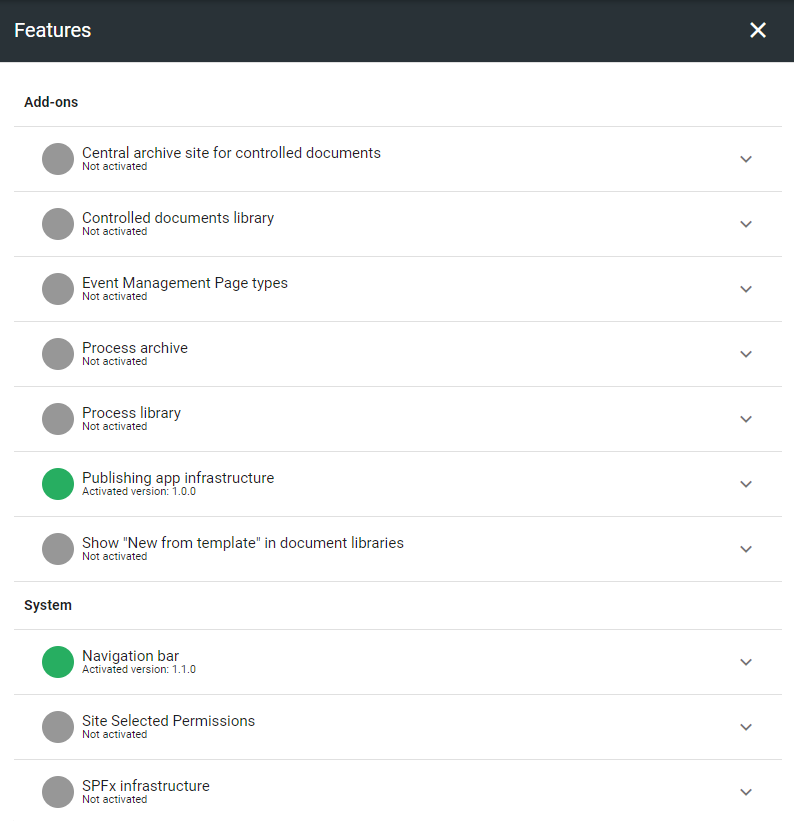 Features
Add-ons
Central archive site for controlled documents
Not activated
Controlled documents library
Not activated
Event Management Page types
Not activated
Process archive
Not activated
Process library
Not activated
Publishing app infrastructure
Activated version: 1.0.0
Show "New from template" in document libraries
Not activated
System
Navigation bar
Activated version: 1.1.0
Site Selected Permissions
Not activated
SPFx infrastructure
Not activated